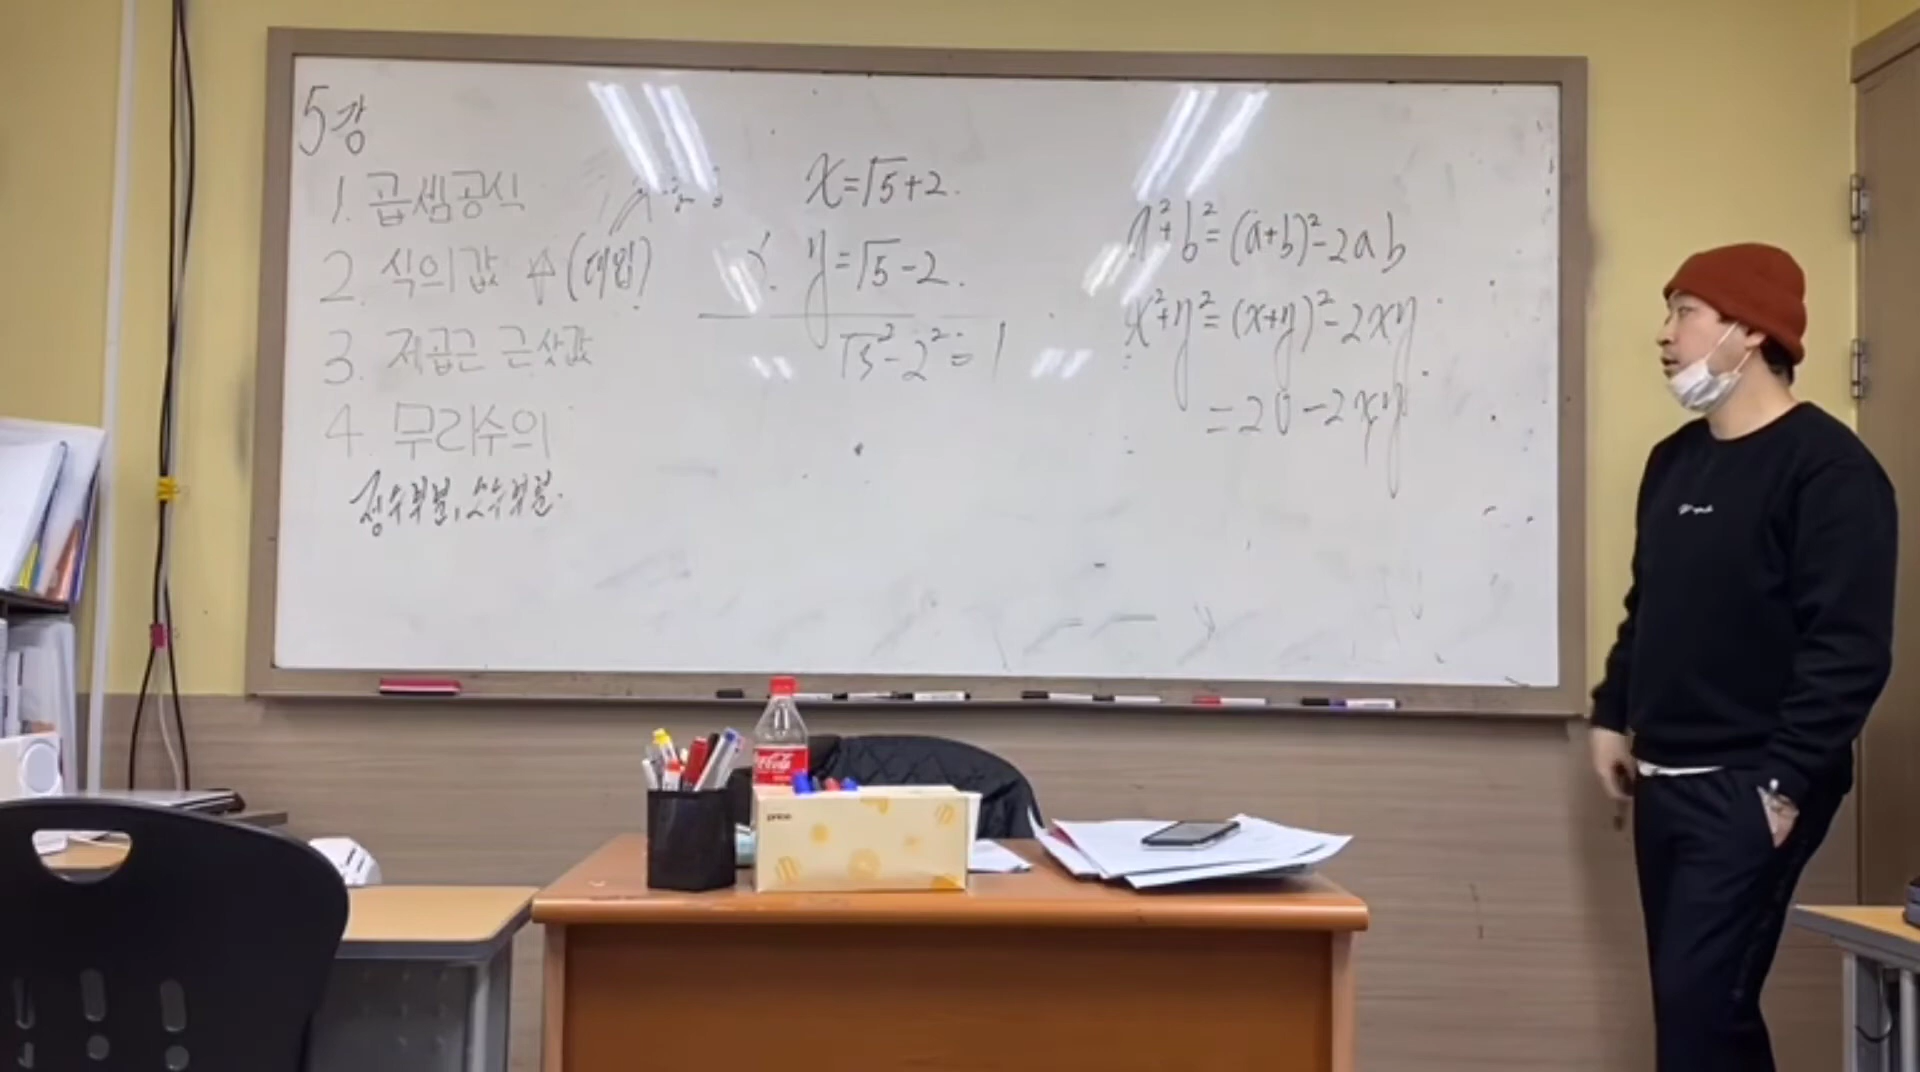 5강
1. 곱셈공식
2. 식의값 ☆(대입)
3. 제곱근 근삿값
4. 무리수의
정수부분, 소수부분.
x=√5+2.
y=√5-2.
√5²-2²=1
a²+b²=(a+b)²-2ab
x²+y²=(x+y)²-2xy
=20-2xy